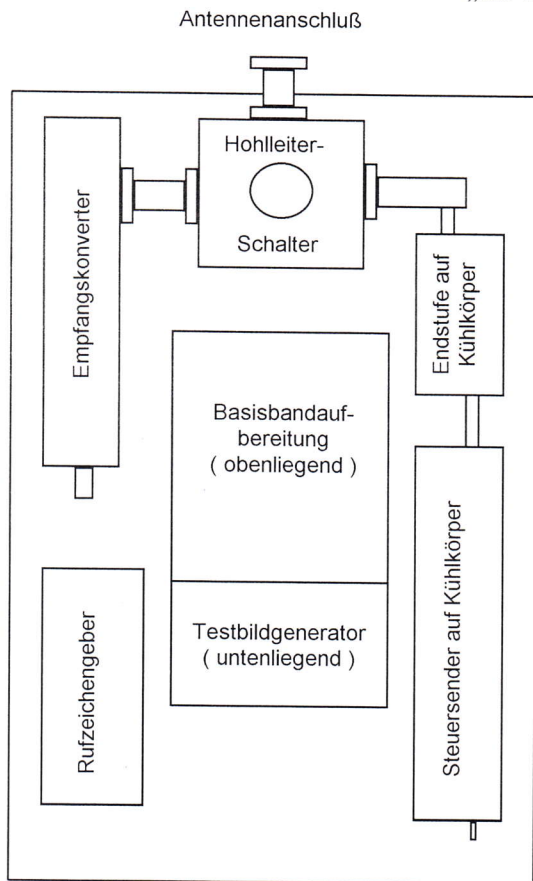 Antennenanschluß
Hohlleiter-
Schalter
Empfangskonverter
Endstufe auf
Kühlkörper
Basisbandauf-
bereitung
( obenliegend )
Testbildgenerator
( untenliegend )
Rufzeichengeber
Steuersender auf Kühlkörper